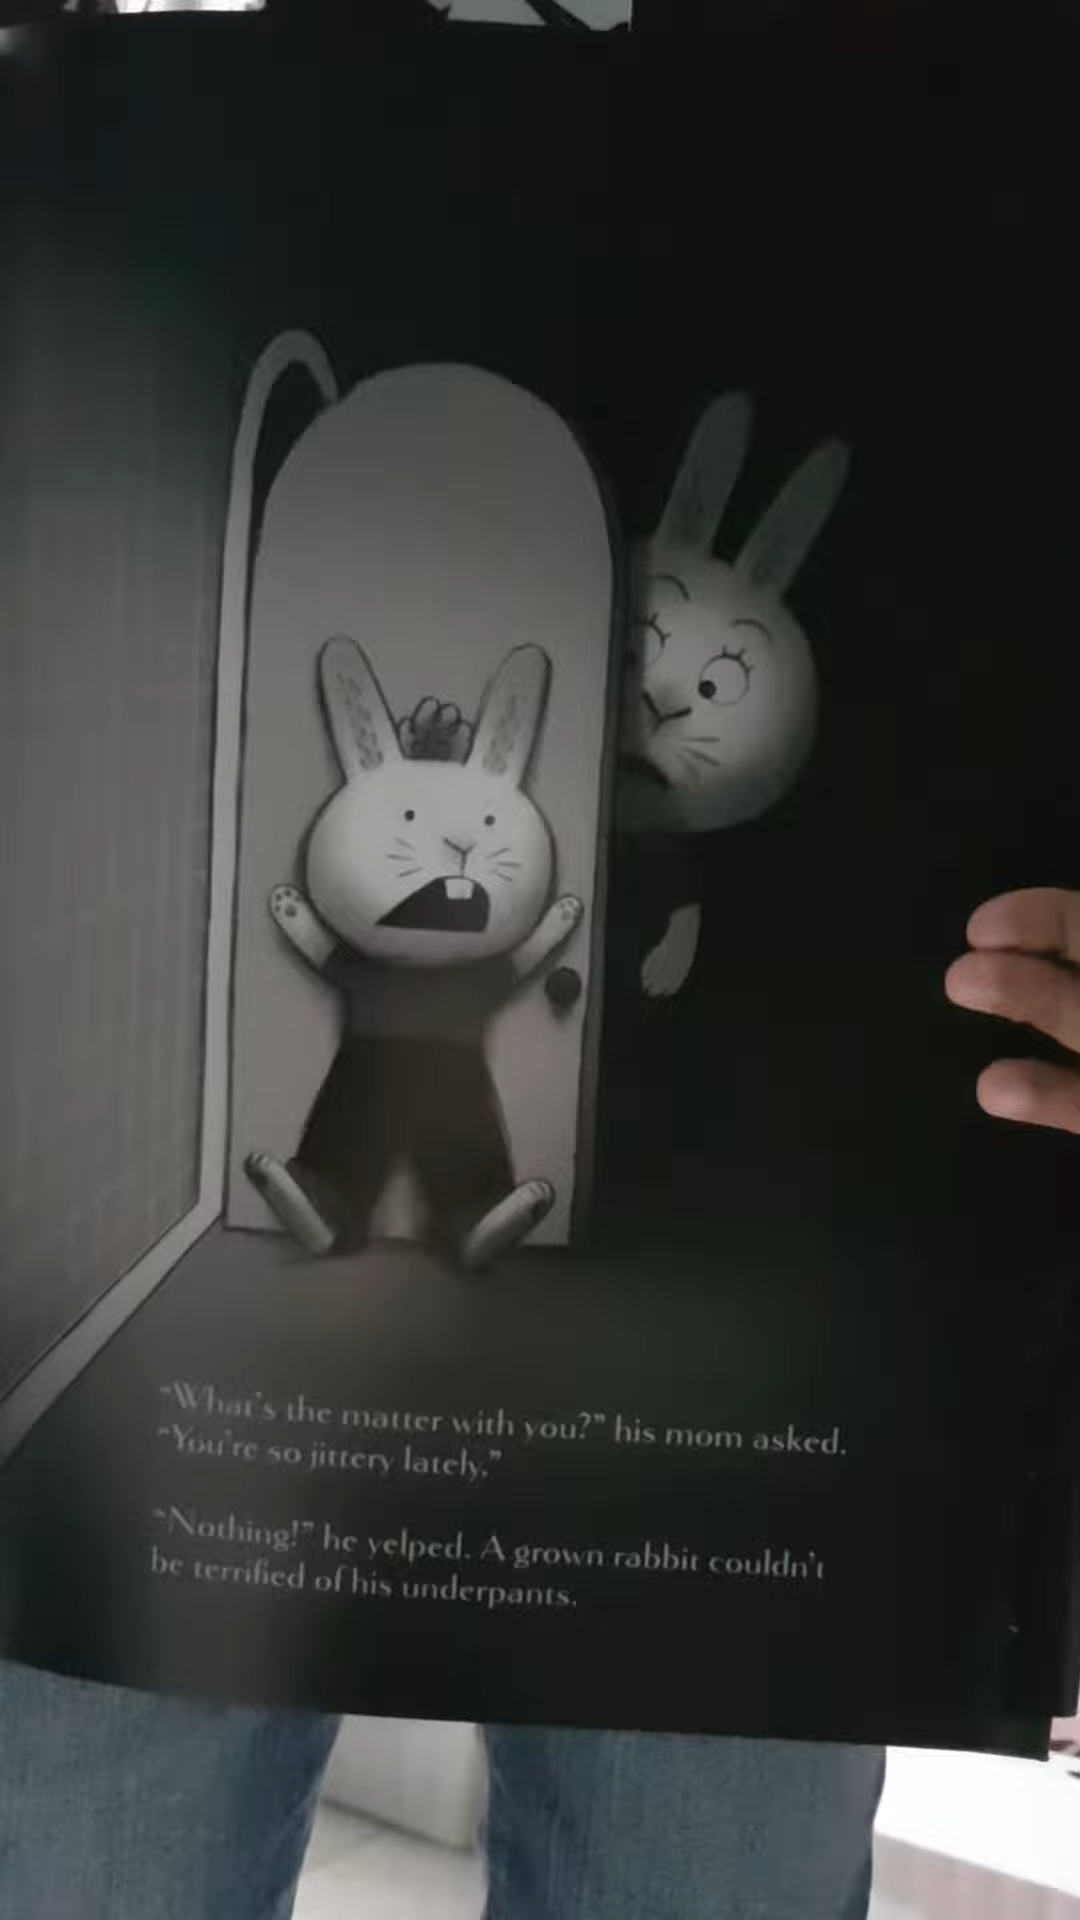 “What’s the matter with you?” his mom asked.
“You’re so jittery lately.”
“Nothing!” he yelped. A grown rabbit couldn’t
be terrified of his underpants.